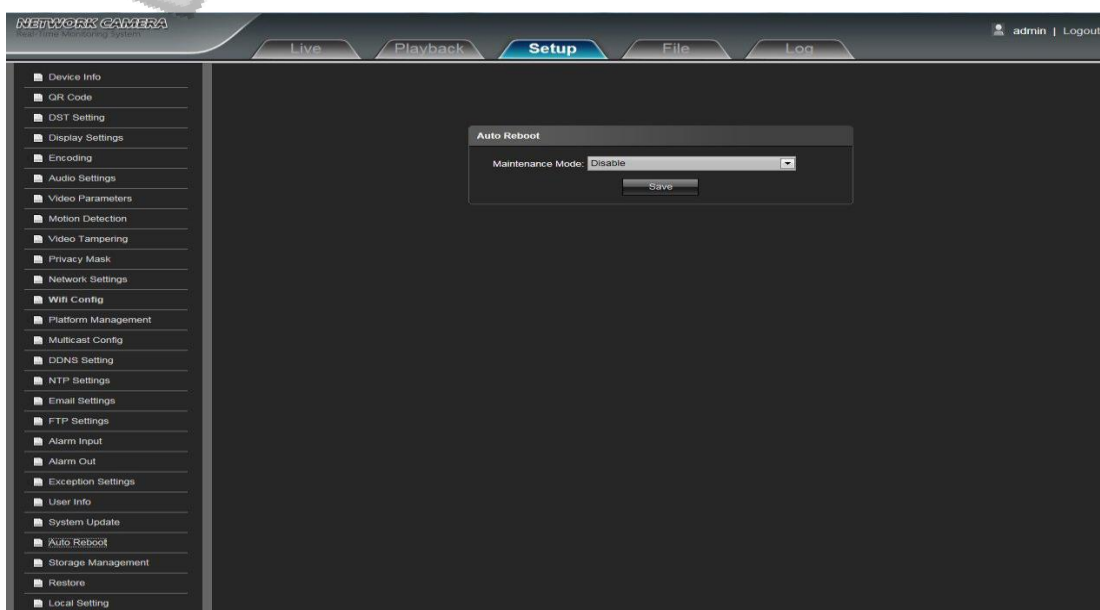 NETWORK CAMERA
Real-Time Monitoring System
admin | Logout
Live Playback Setup File Log
Device Info
QR Code
DST Setting
Display Settings
Encoding
Audio Settings
Video Parameters
Motion Detection
Video Tampering
Privacy Mask
Network Settings
Wifi Config
Platform Management
Multicast Config
DDNS Setting
NTP Settings
Email Settings
FTP Settings
Alarm Input
Alarm Out
Exception Settings
User Info
System Update
Auto Reboot
Storage Management
Restore
Local Setting
Auto Reboot
Maintenance Mode: Disable
Save